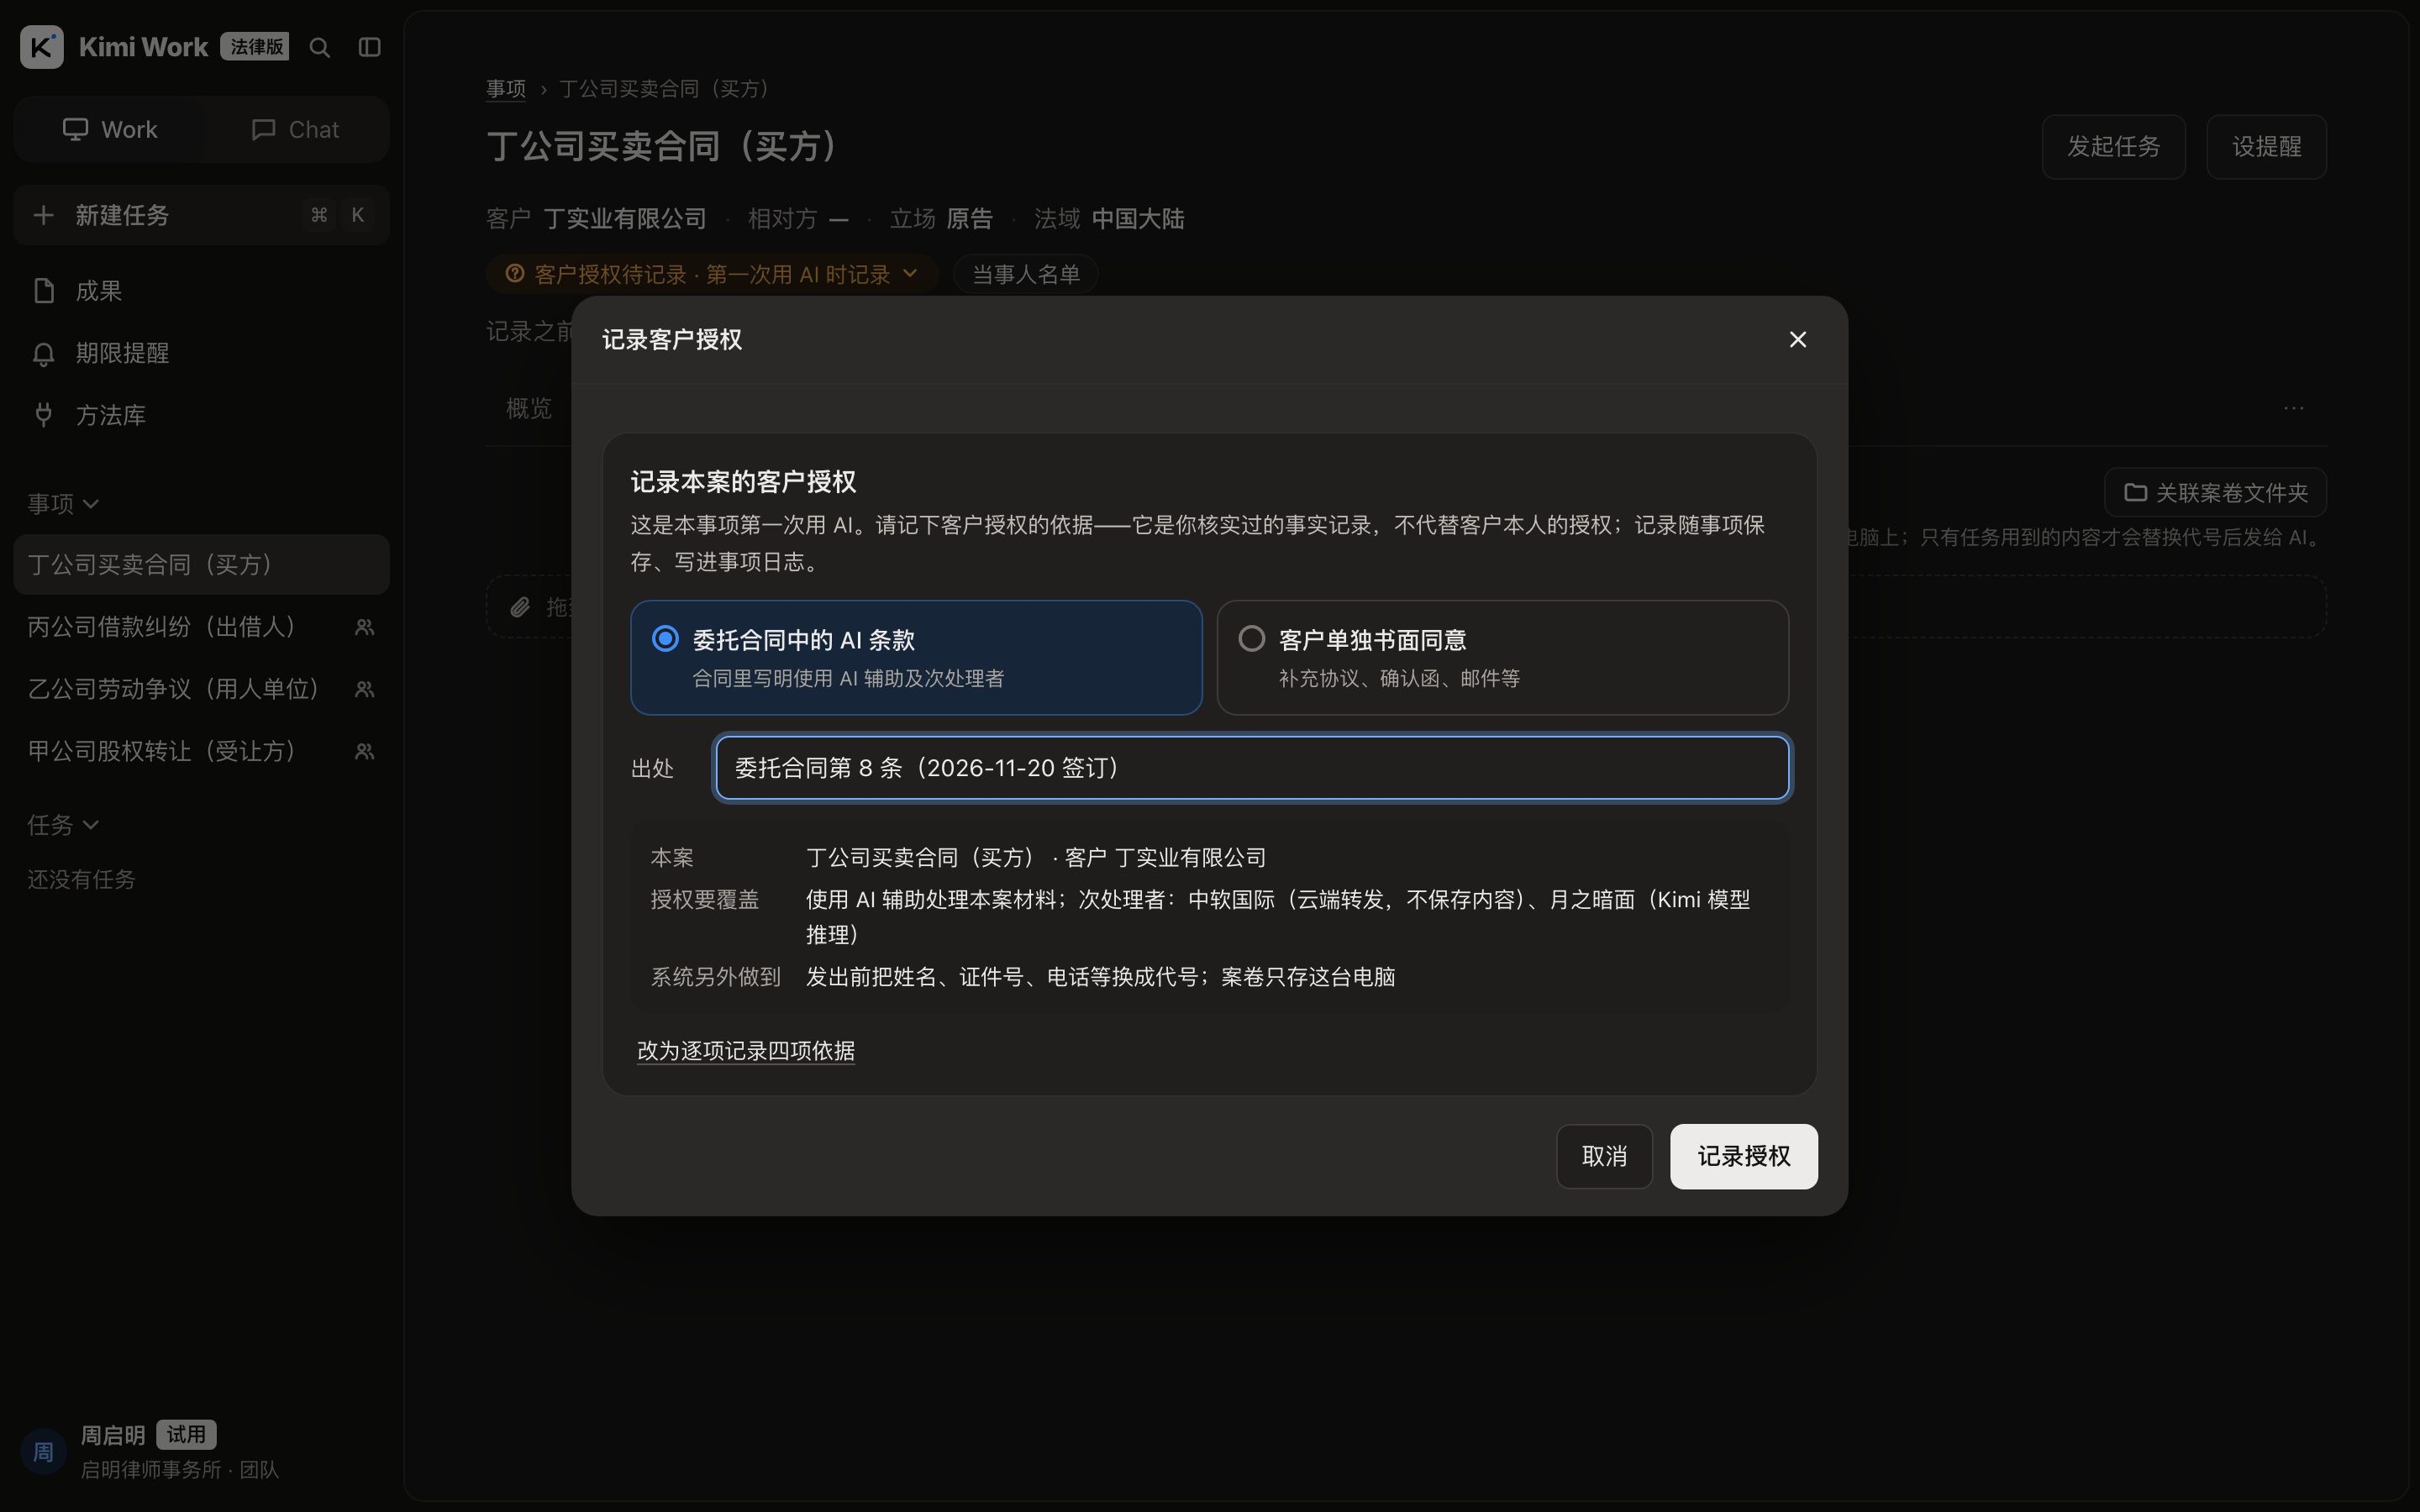 Kimi Work 法律版
Work
Chat
新建任务 ⌘ K
成果
期限提醒
方法库
事项
丁公司买卖合同（买方）
丙公司借款纠纷（出借人）
乙公司劳动争议（用人单位）
甲公司股权转让（受让方）
任务
还没有任务
周 周启明 试用
启明律师事务所 · 团队
事项 › 丁公司买卖合同（买方）
丁公司买卖合同（买方）
发起任务
设提醒
客户 丁实业有限公司 · 相对方 — · 立场 原告 · 法域 中国大陆
客户授权待记录 · 第一次用 AI 时记录
当事人名单
记录之前
概览
…
关联案卷文件夹
电脑上；只有任务用到的内容才会替换代号后发给 AI。
记录客户授权
记录本案的客户授权
这是本事项第一次用 AI。请记下客户授权的依据——它是你核实过的事实记录，不代替客户本人的授权；记录随事项保
存、写进事项日志。
委托合同中的 AI 条款
合同里写明使用 AI 辅助及次处理者
客户单独书面同意
补充协议、确认函、邮件等
出处 委托合同第 8 条（2026-11-20 签订）
本案 丁公司买卖合同（买方） · 客户 丁实业有限公司
授权要覆盖 使用 AI 辅助处理本案材料；次处理者：中软国际（云端转发，不保存内容）、月之暗面（Kimi 模型
推理）
系统另外做到 发出前把姓名、证件号、电话等换成代号；案卷只存这台电脑
改为逐项记录四项依据
取消
记录授权